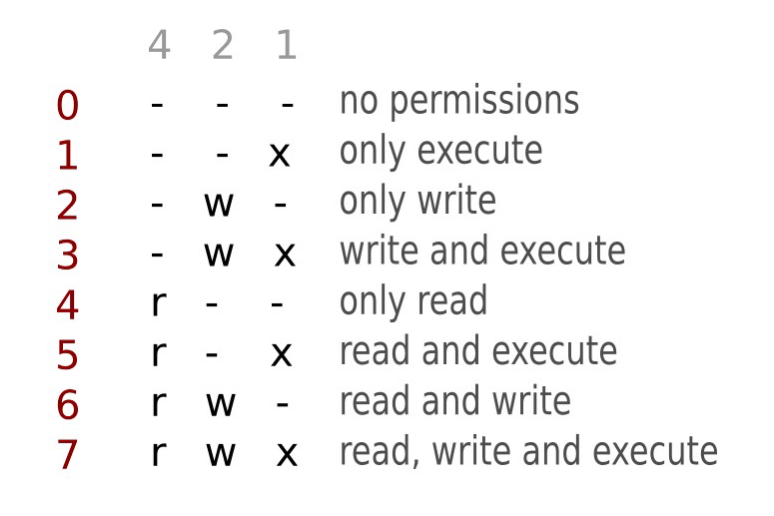 4 2 1
0 - - - no permissions
1 - - x only execute
2 - w - only write
3 - w x write and execute
4 r - - only read
5 r - x read and execute
6 r w - read and write
7 r w x read, write and execute